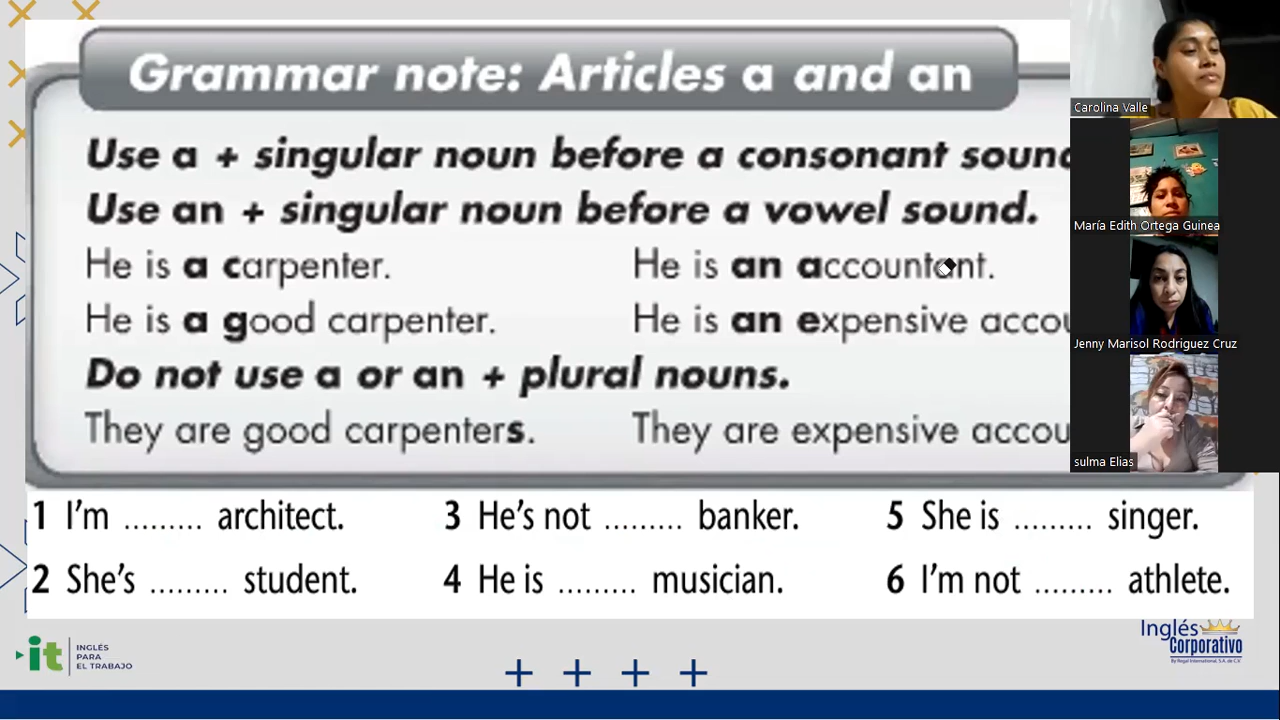 Grammar note: Articles a and an
Use a + singular noun before a consonant sound
Use an + singular noun before a vowel sound.
He is a carpenter. He is an accountant.
He is a good carpenter. He is an expensive accou
Do not use a or an + plural nouns.
They are good carpenters. They are expensive accou
1 I'm ......... architect. 3 He's not ......... banker. 5 She is ......... singer.
2 She's ......... student. 4 He is ......... musician. 6 I'm not ......... athlete.
Carolina Valle
María Edith Ortega Guinea
Jenny Marisol Rodriguez Cruz
sulma Elias
it INGLÉS
PARA
EL TRABAJO
Inglés
Corporativo
By Regal International, S.A. de C.V.